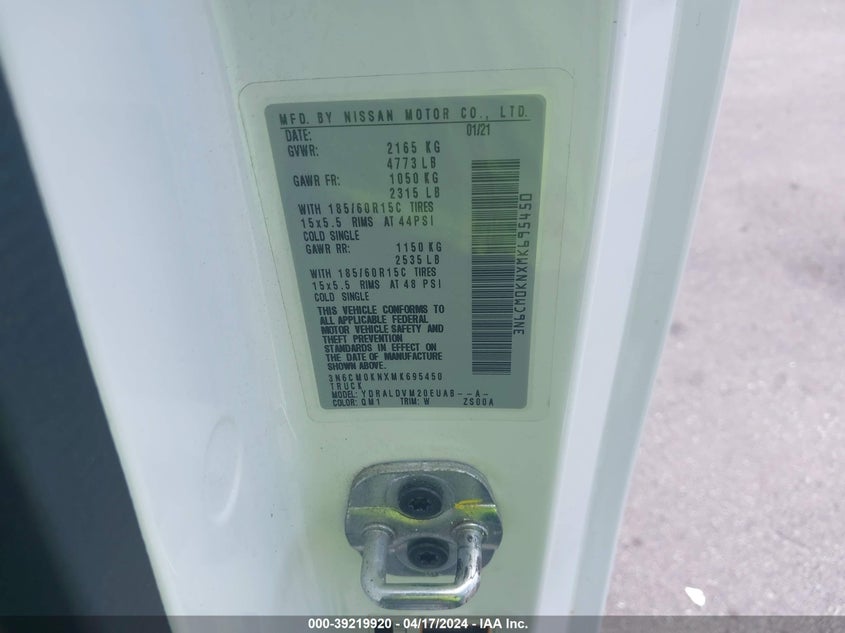 MFD. BY NISSAN MOTOR CO., LTD.
DATE: 01/21
GVWR: 2165 KG
4773 LB
GAWR FR: 1050 KG
2315 LB
WITH 185/60R15C TIRES
15x5.5 RIMS AT 44PSI
COLD SINGLE
GAWR RR: 1150 KG
2535 LB
WITH 185/60R15C TIRES
15x5.5 RIMS AT 48 PSI
COLD SINGLE
THIS VEHICLE CONFORMS TO
ALL APPLICABLE FEDERAL
MOTOR VEHICLE SAFETY AND
THEFT PREVENTION
STANDARDS IN EFFECT ON
THE DATE OF MANUFACTURE
SHOWN ABOVE.
3N6CM0KNXMK695450
TRUCK
MODEL: YDRALDVM20EUAB--A-
COLOR: QM1 TRIM: W ZS00A
3N6CM0KNXMK695450
000-39219920 - 04/17/2024 - IAA Inc.